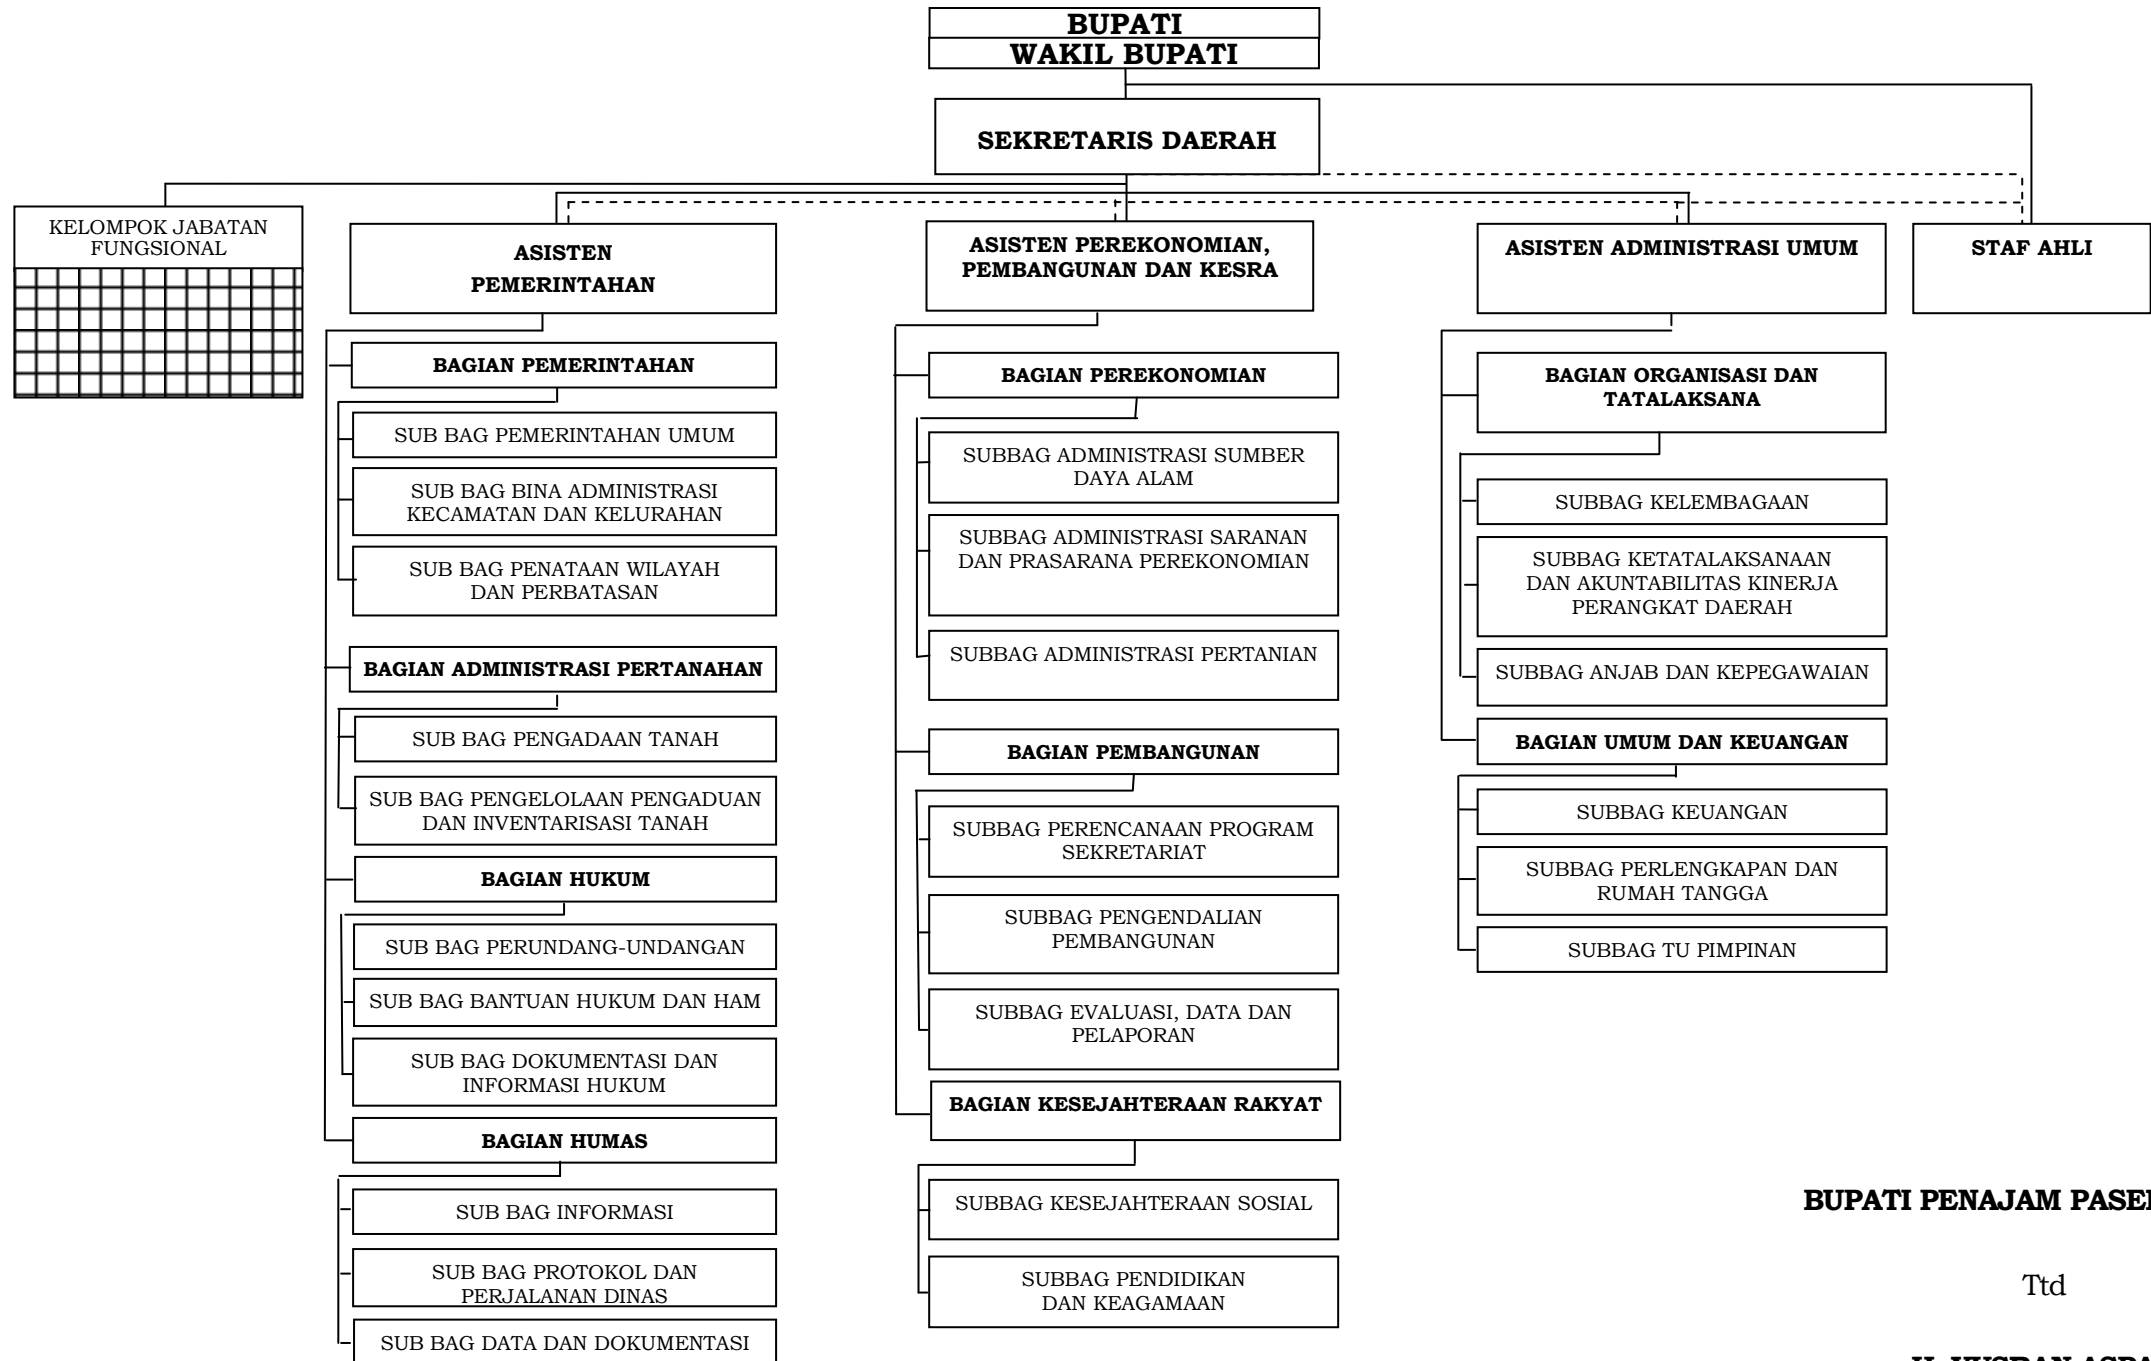 BUPATI
WAKIL BUPATI
SEKRETARIS DAERAH
KELOMPOK JABATAN
FUNGSIONAL
ASISTEN
PEMERINTAHAN
BAGIAN PEMERINTAHAN
SUB BAG PEMERINTAHAN UMUM
SUB BAG BINA ADMINISTRASI
KECAMATAN DAN KELURAHAN
SUB BAG PENATAAN WILAYAH
DAN PERBATASAN
BAGIAN ADMINISTRASI PERTANAHAN
SUB BAG PENGADAAN TANAH
SUB BAG PENGELOLAAN PENGADUAN
DAN INVENTARISASI TANAH
BAGIAN HUKUM
SUB BAG PERUNDANG-UNDANGAN
SUB BAG BANTUAN HUKUM DAN HAM
SUB BAG DOKUMENTASI DAN
INFORMASI HUKUM
BAGIAN HUMAS
SUB BAG INFORMASI
SUB BAG PROTOKOL DAN
PERJALANAN DINAS
SUB BAG DATA DAN DOKUMENTASI
ASISTEN PEREKONOMIAN,
PEMBANGUNAN DAN KESRA
BAGIAN PEREKONOMIAN
SUBBAG ADMINISTRASI SUMBER
DAYA ALAM
SUBBAG ADMINISTRASI SARANAN
DAN PRASARANA PEREKONOMIAN
SUBBAG ADMINISTRASI PERTANIAN
BAGIAN PEMBANGUNAN
SUBBAG PERENCANAAN PROGRAM
SEKRETARIAT
SUBBAG PENGENDALIAN
PEMBANGUNAN
SUBBAG EVALUASI, DATA DAN
PELAPORAN
BAGIAN KESEJAHTERAAN RAKYAT
SUBBAG KESEJAHTERAAN SOSIAL
SUBBAG PENDIDIKAN
DAN KEAGAMAAN
ASISTEN ADMINISTRASI UMUM
BAGIAN ORGANISASI DAN
TATALAKSANA
SUBBAG KELEMBAGAAN
SUBBAG KETATALAKSANAAN
DAN AKUNTABILITAS KINERJA
PERANGKAT DAERAH
SUBBAG ANJAB DAN KEPEGAWAIAN
BAGIAN UMUM DAN KEUANGAN
SUBBAG KEUANGAN
SUBBAG PERLENGKAPAN DAN
RUMAH TANGGA
SUBBAG TU PIMPINAN
STAF AHLI
BUPATI PENAJAM
Ttd